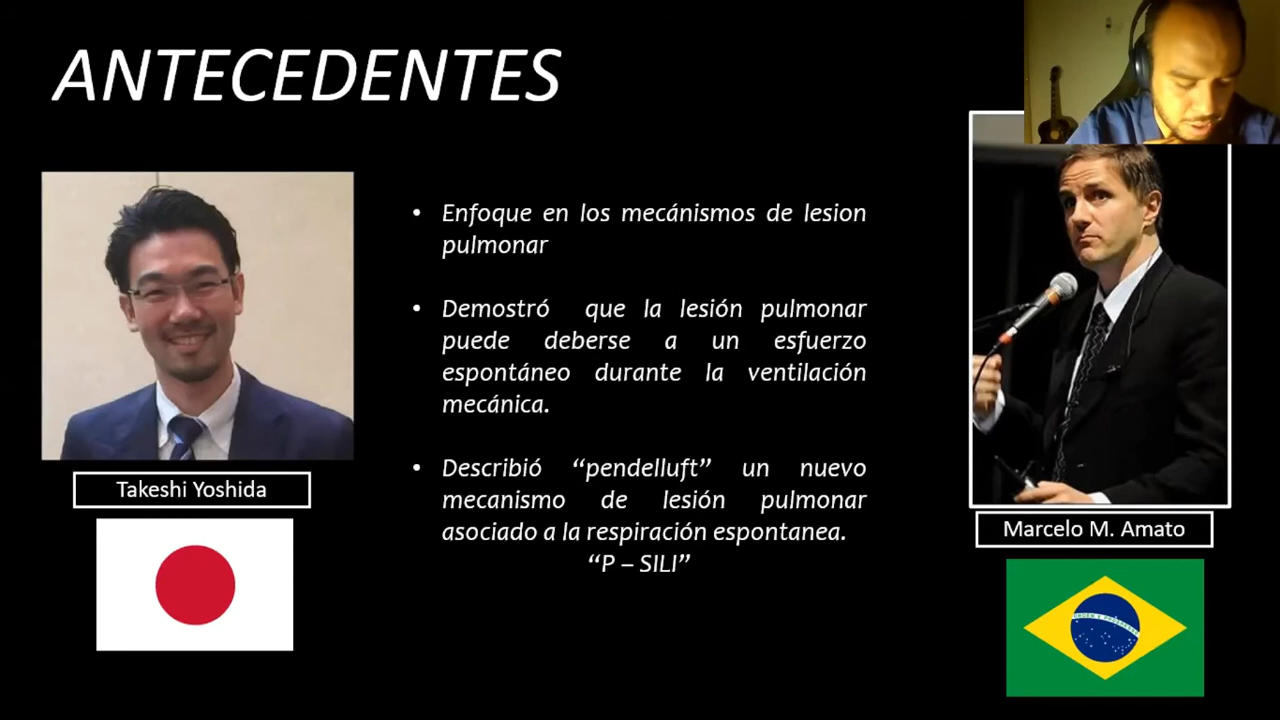 ANTECEDENTES
• Enfoque en los mecánismos de lesion
pulmonar
• Demostró que la lesión pulmonar
puede deberse a un esfuerzo
espontáneo durante la ventilación
mecánica.
• Describió “pendelluft” un nuevo
mecanismo de lesión pulmonar
asociado a la respiración espontanea.
“P – SILI”
Takeshi Yoshida
Marcelo M. Amato